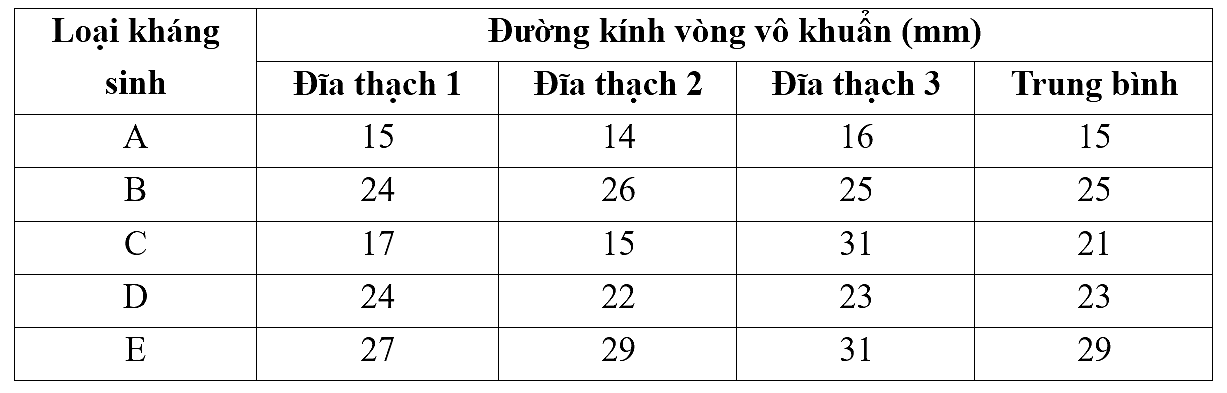 Loại kháng sinh Đường kính vòng vô khuẩn (mm)
Đĩa thạch 1 Đĩa thạch 2 Đĩa thạch 3 Trung bình
A 15 14 16 15
B 24 26 25 25
C 17 15 31 21
D 24 22 23 23
E 27 29 31 29